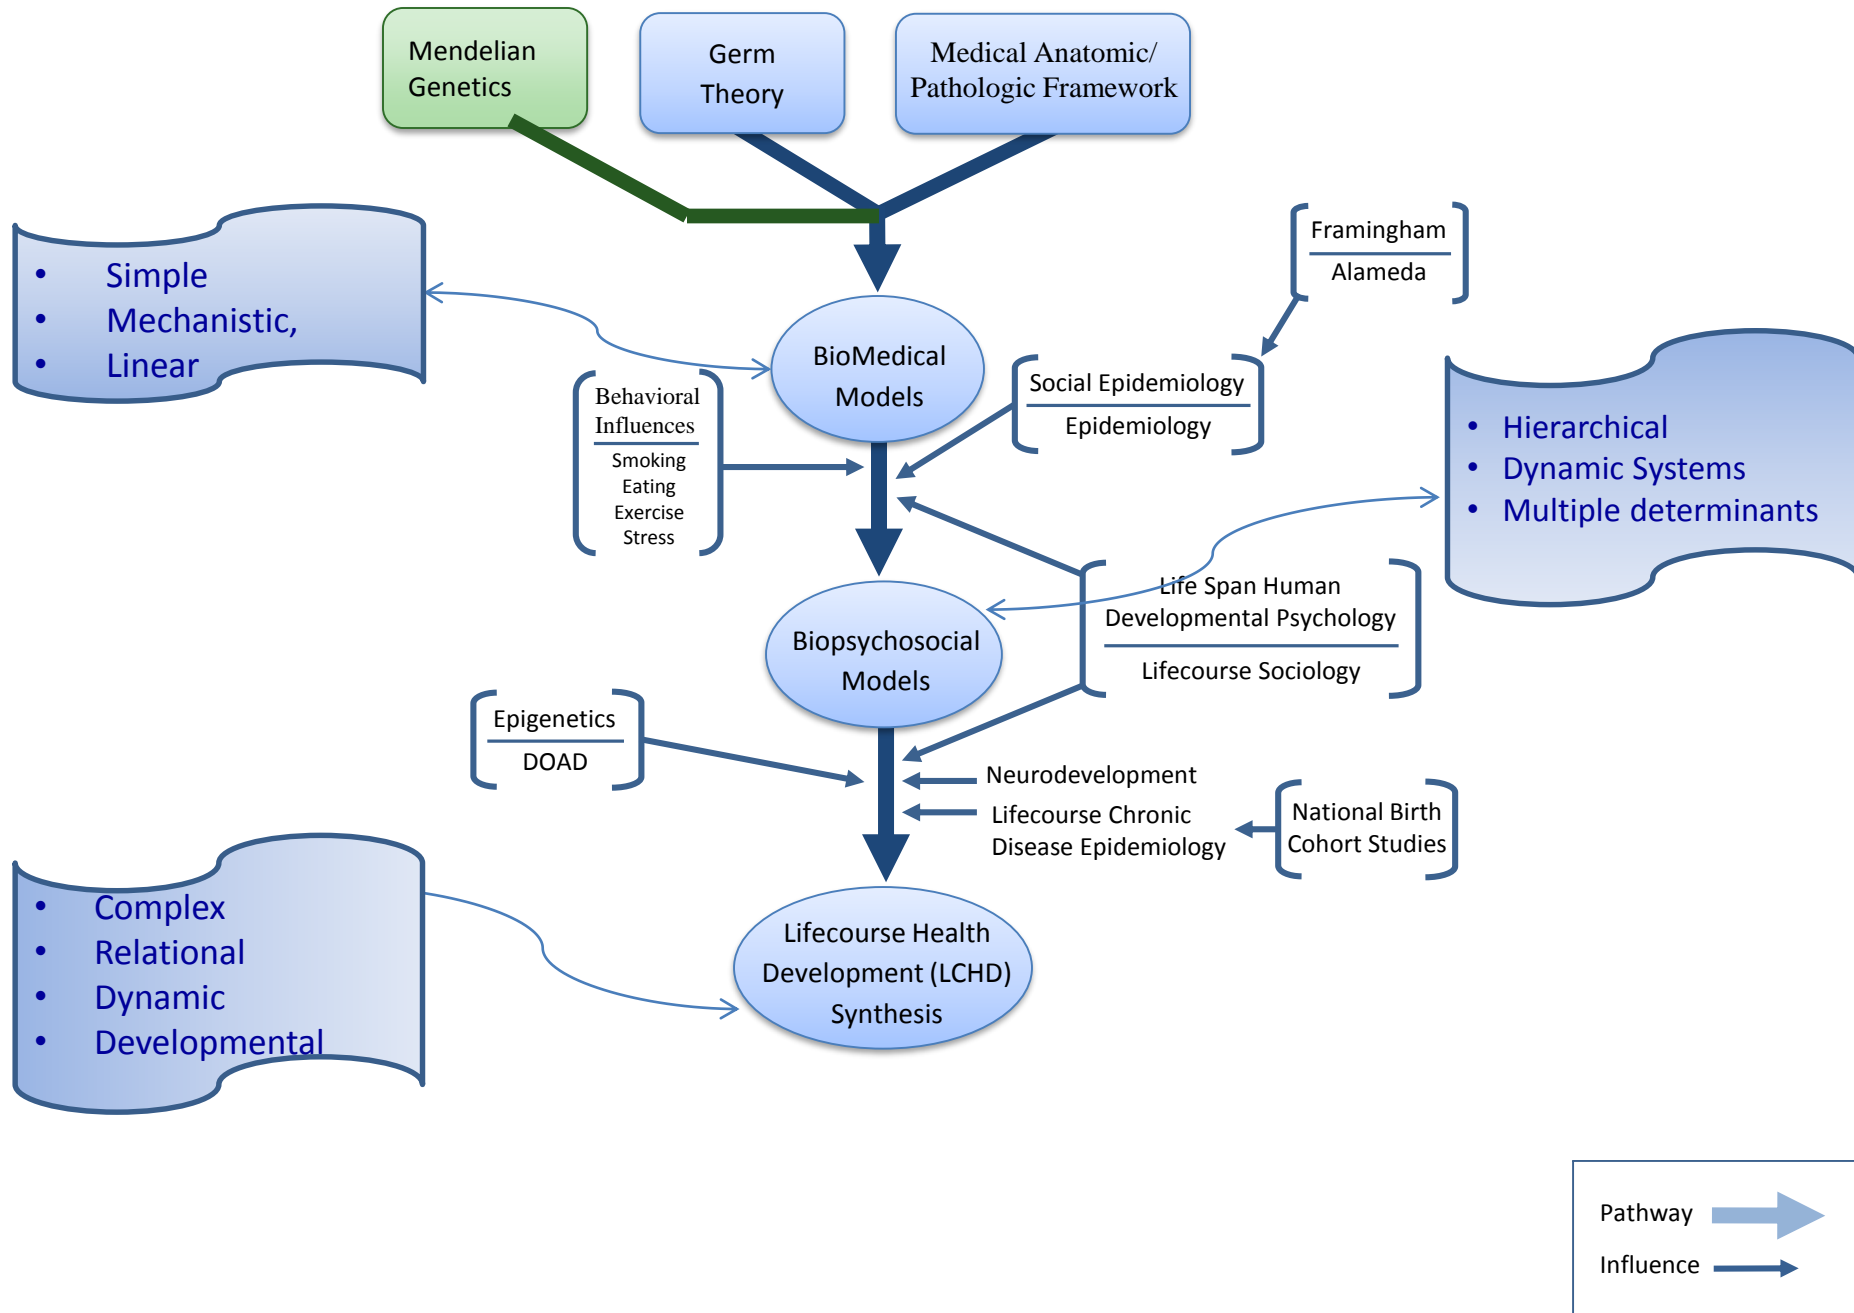 Mendelian
Genetics
Germ
Theory
Medical Anatomic/
Pathologic Framework
Framingham
Alameda
• Simple
• Mechanistic,
• Linear
BioMedical
Models
Behavioral
Influences
Smoking
Eating
Exercise
Stress
Social Epidemiology
Epidemiology
• Hierarchical
• Dynamic Systems
• Multiple determinants
Life Span Human
Developmental Psychology
Lifecourse Sociology
Biopsychosocial
Models
Epigenetics
DOAD
Neurodevelopment
Lifecourse Chronic
Disease Epidemiology
National Birth
Cohort Studies
• Complex
• Relational
• Dynamic
• Developmental
Lifecourse Health
Development (LCHD)
Synthesis
Pathway
Influence